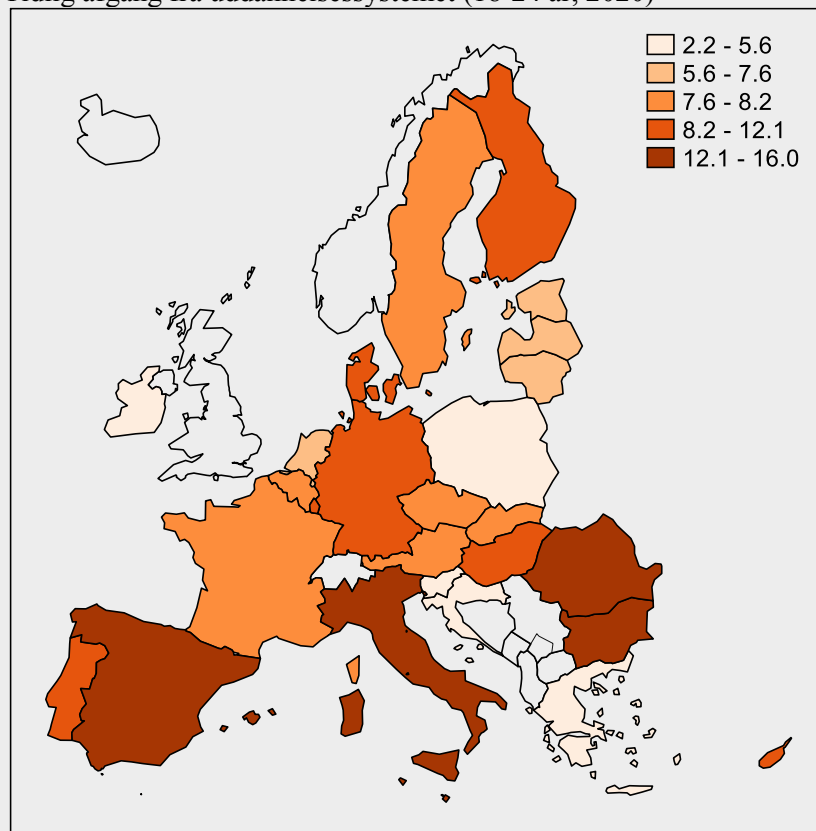 Tidlig afgang fra uddannelsessystemet (18-24 år, 2020)
2.2 - 5.6
5.6 - 7.6
7.6 - 8.2
8.2 - 12.1
12.1 - 16.0